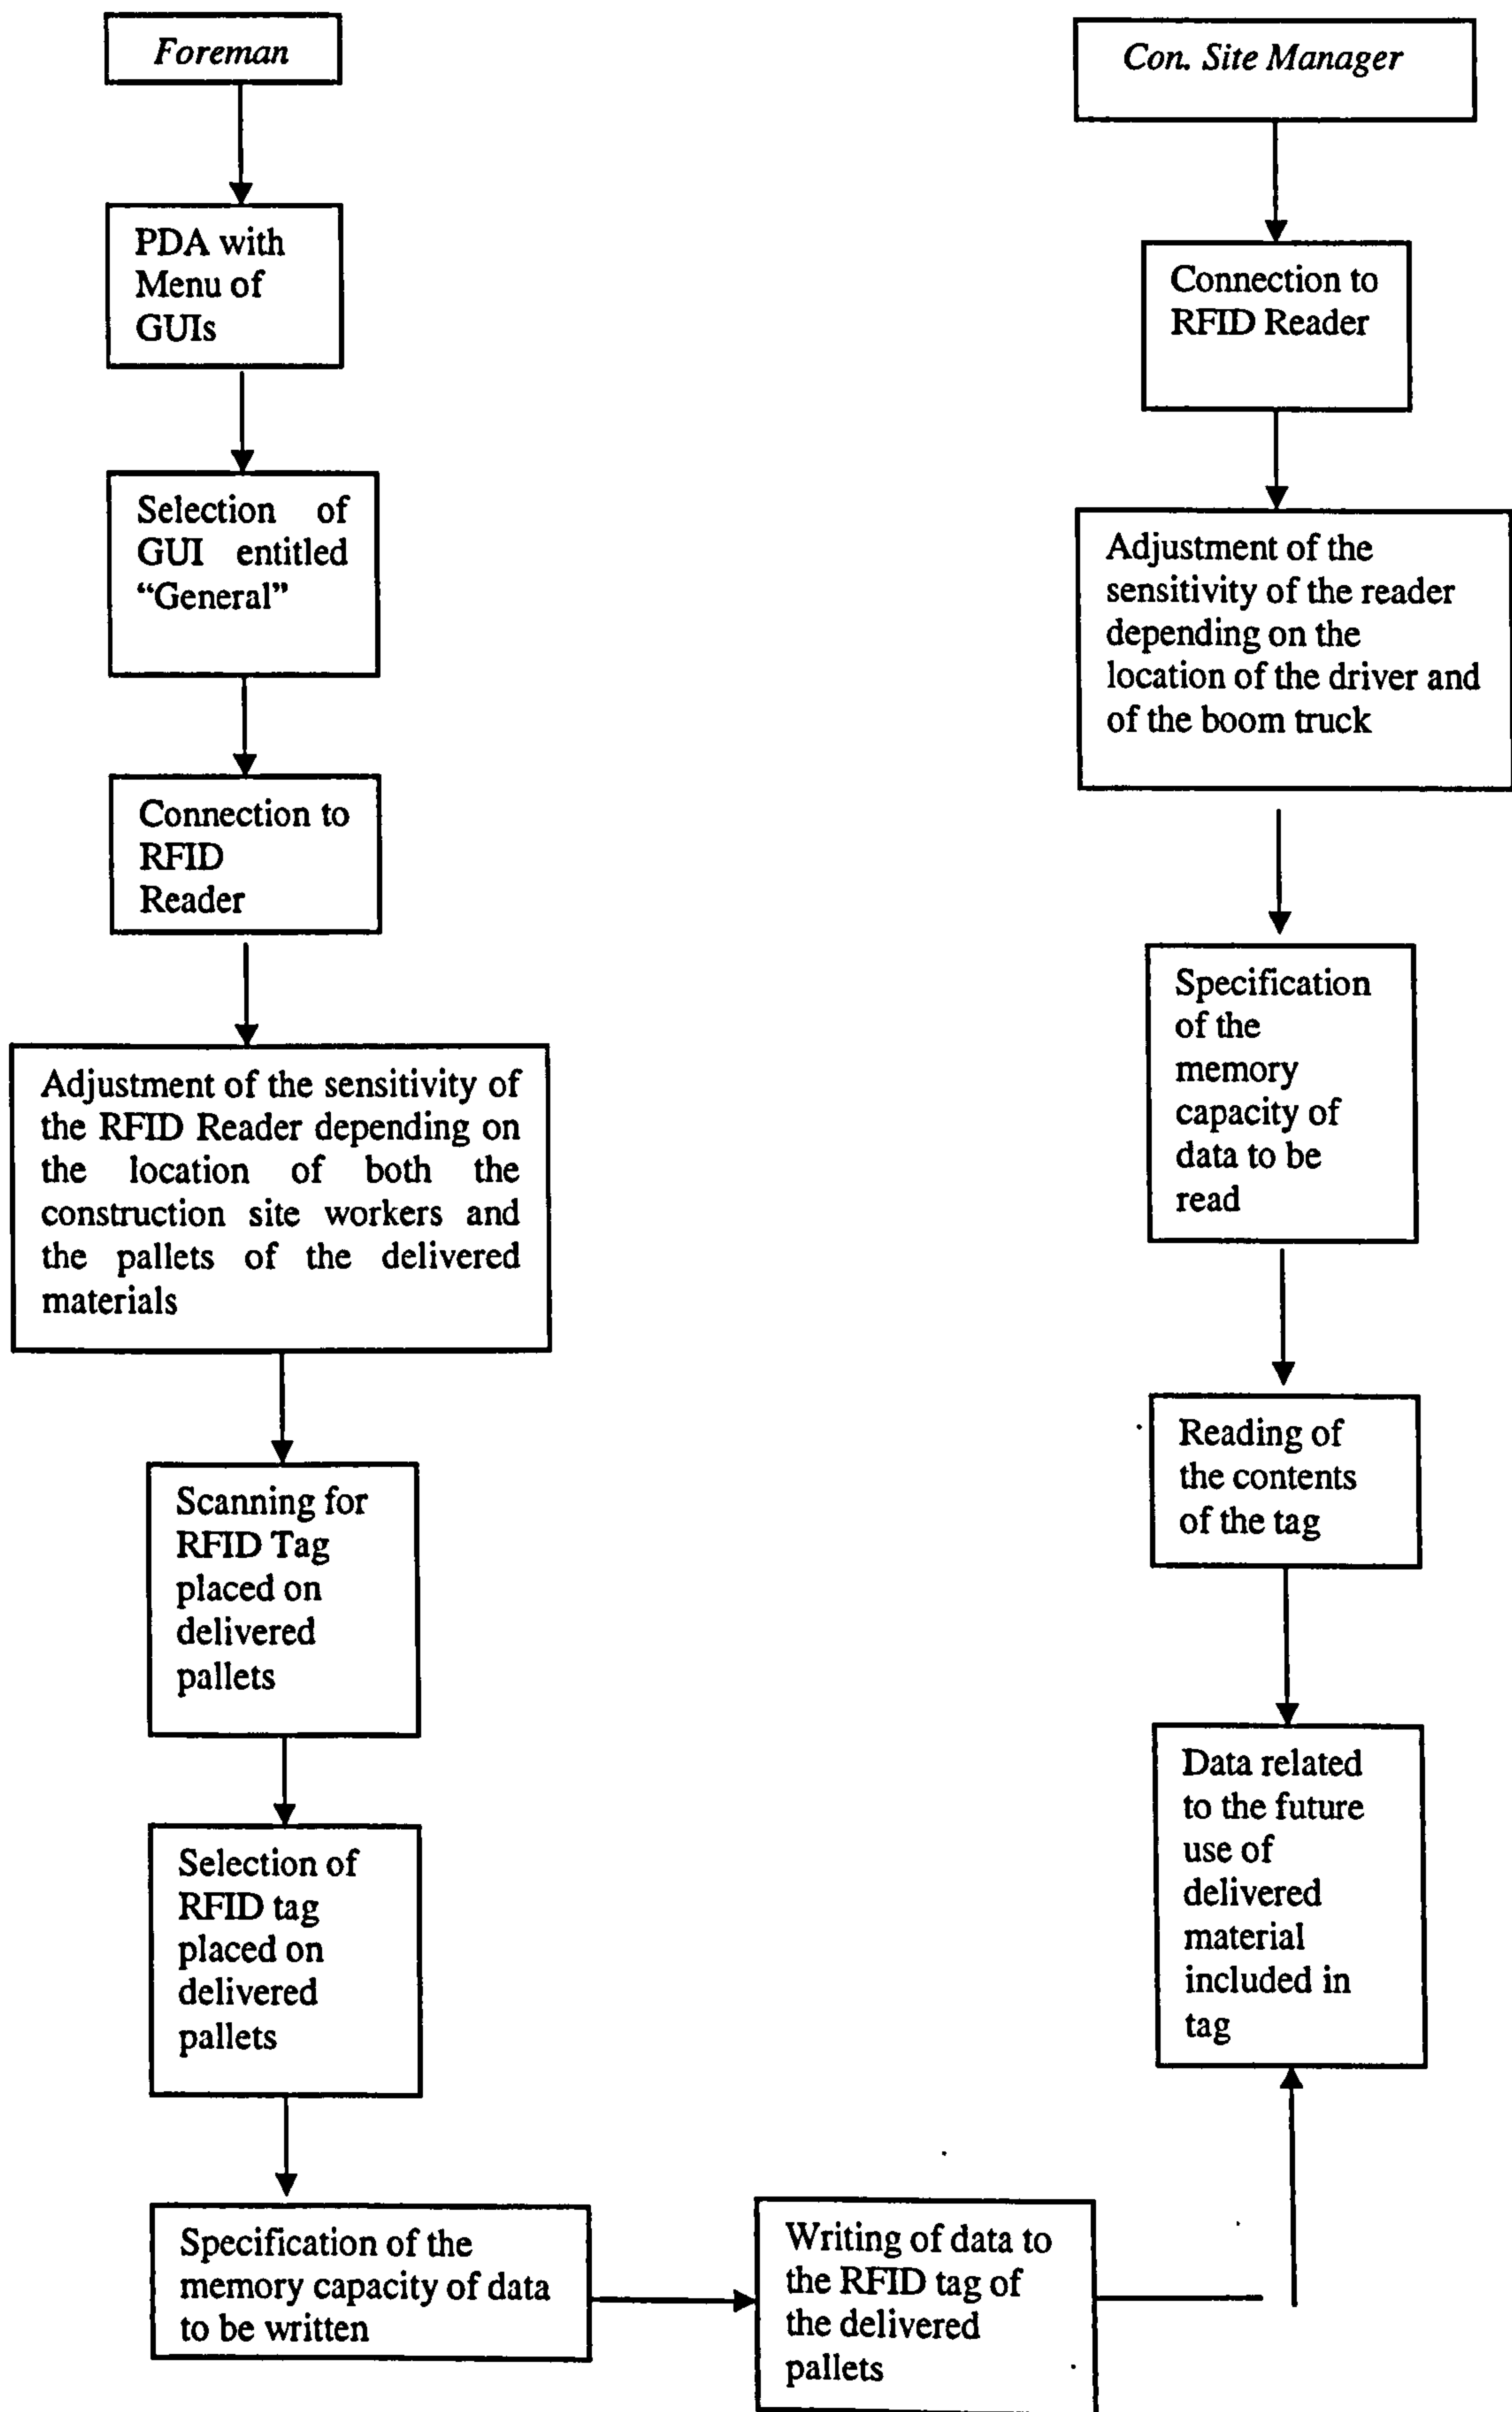 Foreman
PDA with
Menu of
GUIs
Selection of
GUI entitled
“General”
Connection to
RFID
Reader
Adjustment of the sensitivity of
the RFID Reader depending on
the location of both the
construction site workers and
the pallets of the delivered
materials
Scanning for
RFID Tag
placed on
delivered
pallets
Selection of
RFID tag
placed on
delivered
pallets
Specification of the
memory capacity of data
to be written
Writing of data to
the RFID tag of
the delivered
pallets
Con. Site Manager
Connection to
RFID Reader
Adjustment of the
sensitivity of the reader
depending on the
location of the driver and
of the boom truck
Specification
of the
memory
capacity of
data to be
read
Reading of
the contents
of the tag
Data related
to the future
use of
delivered
material
included in
tag